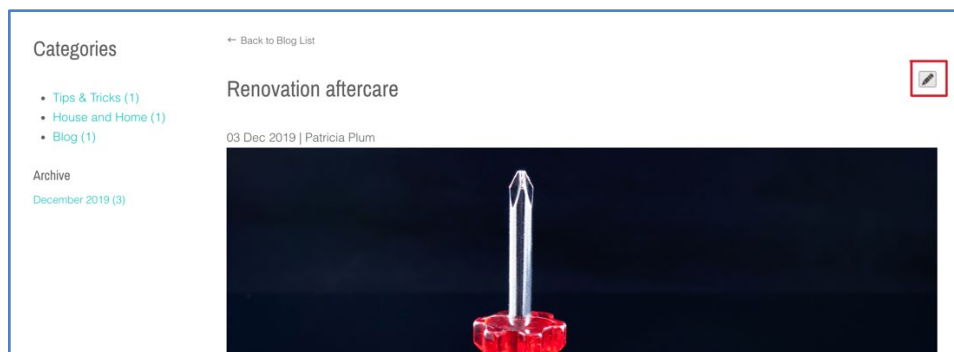 Categories
Tips & Tricks (1)
House and Home (1)
Blog (1)
Archive
December 2019 (3)
← Back to Blog List
Renovation aftercare
03 Dec 2019 | Patricia Plum